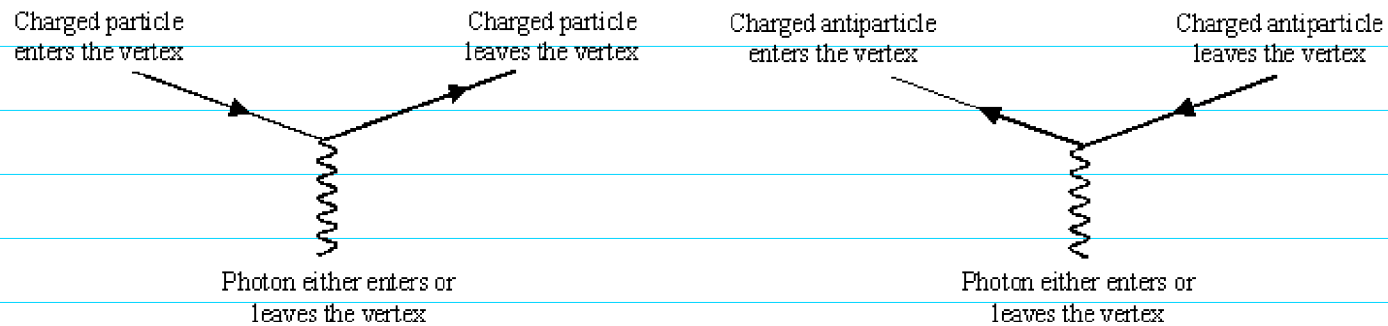 Charged particle
enters the vertex
Charged particle
leaves the vertex
Charged antiparticle
enters the vertex
Charged antiparticle
leaves the vertex
Photon either enters or
leaves the vertex
Photon either enters or
leaves the vertex